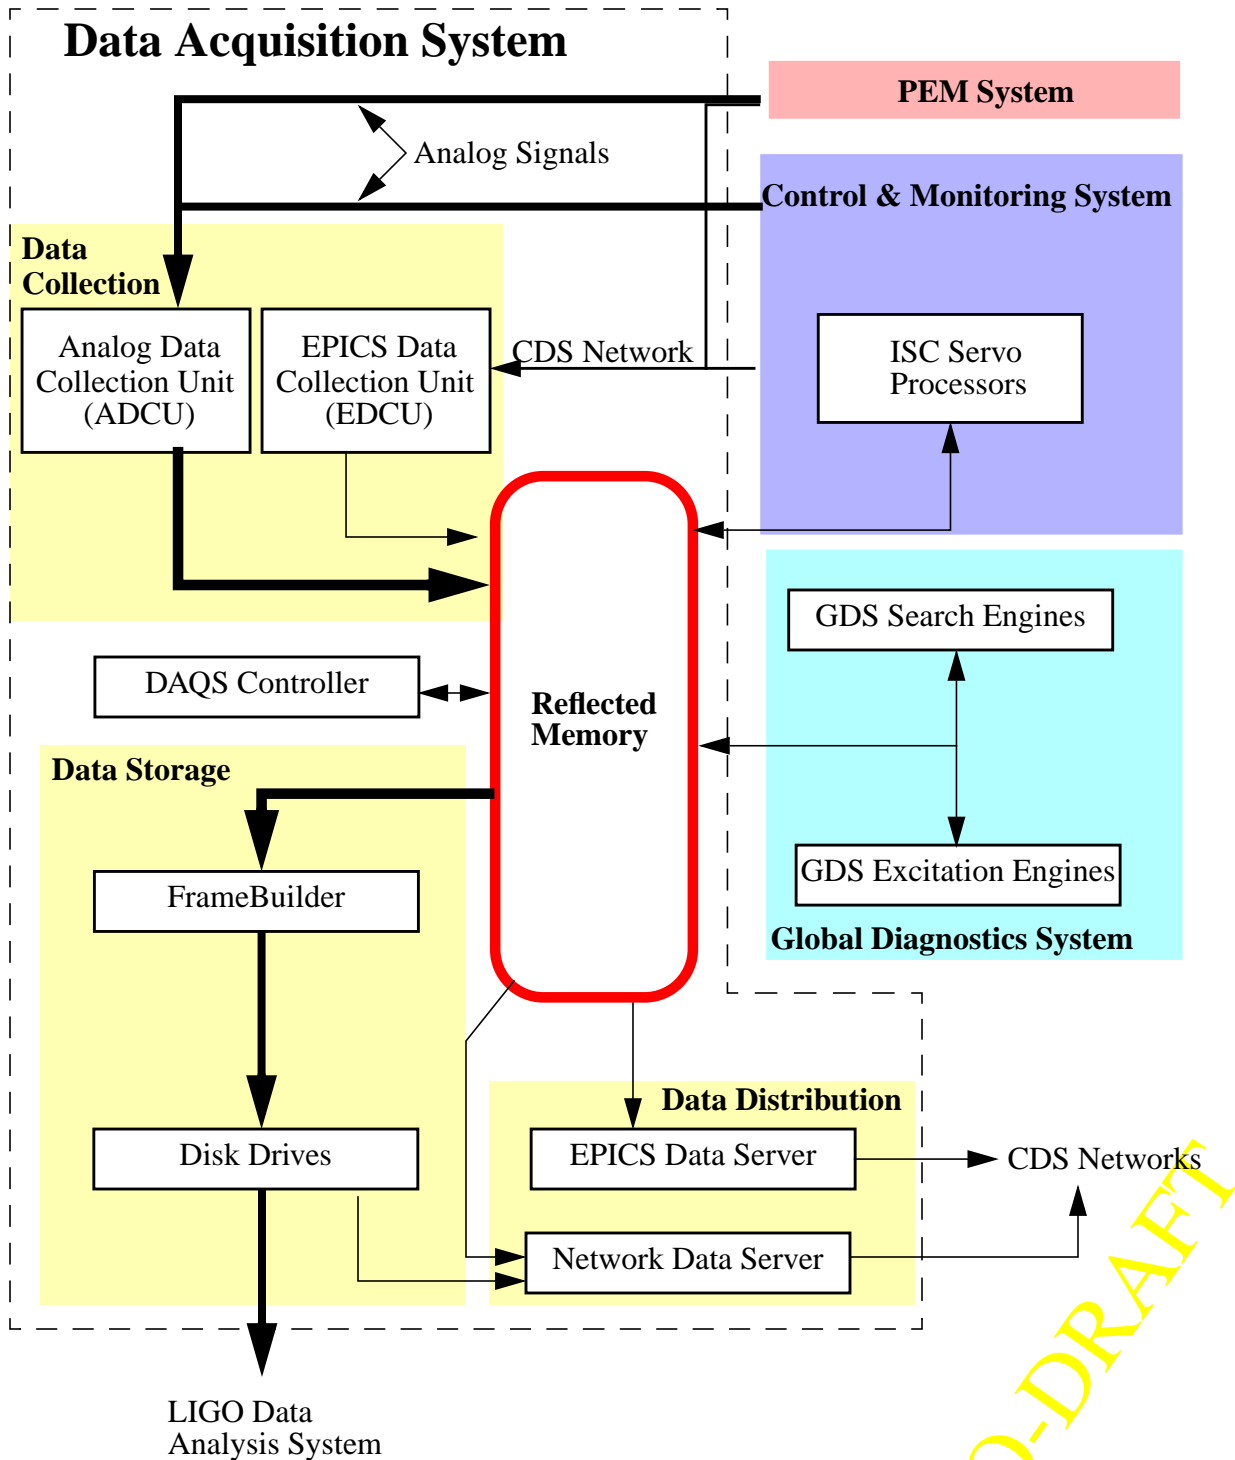 Data Acquisition System
PEM System
Analog Signals
Control & Monitoring System
Data
Collection
Analog Data
Collection Unit
(ADCU)
EPICS Data
Collection Unit
(EDCU)
CDS Network
ISC Servo
Processors
GDS Search Engines
DAQS Controller
Reflected
Memory
Data Storage
FrameBuilder
GDS Excitation Engines
Global Diagnostics System
Data Distribution
Disk Drives
EPICS Data Server
CDS Networks
Network Data Server
LIGO Data
Analysis System
-DRAFT